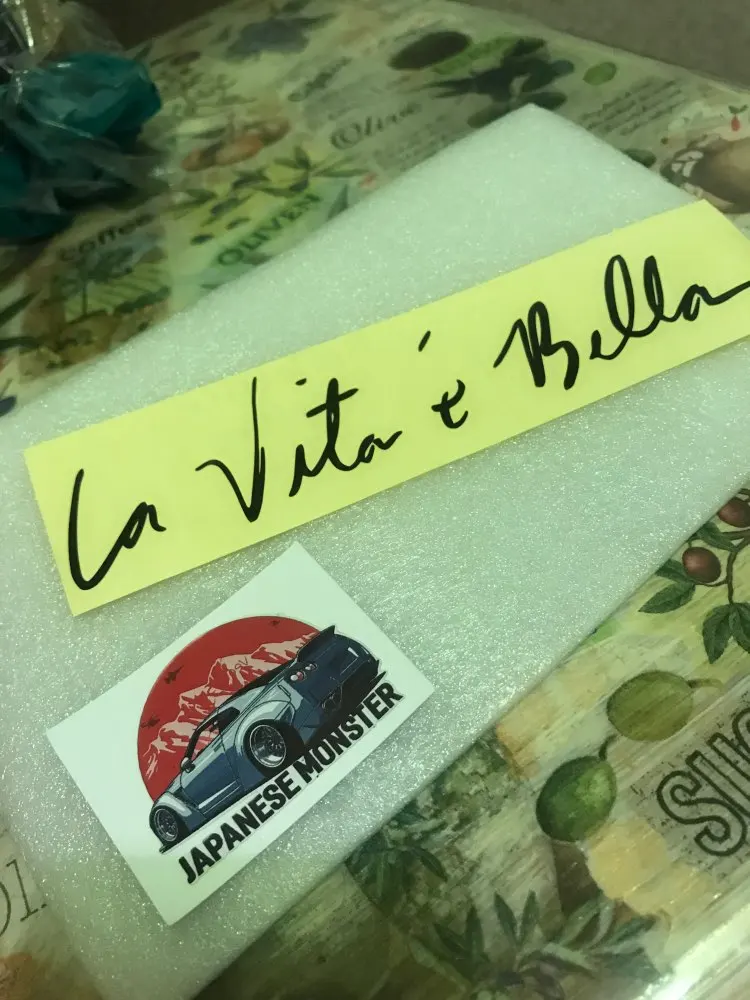 Olive
Coffee
OLIVEN
La Vita é Bella
JAPANESE MONSTER